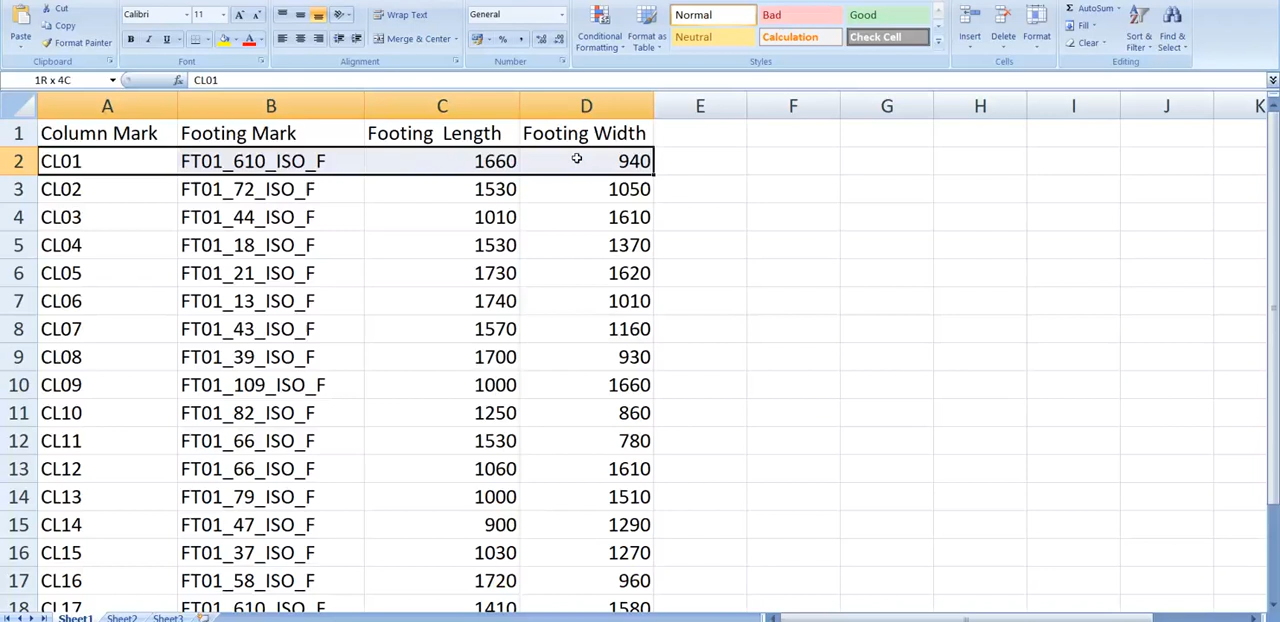 Cut
Copy
Paste
Format Painter
Clipboard
Calibri 11 A A
B I U A
Font
Wrap Text
Merge & Center
Alignment
General
% ,
Number
Conditional Formatting
Format as Table
Normal Bad Good
Neutral Calculation Check Cell
Styles
Insert Delete Format
Cells
Σ AutoSum
Fill
Clear
Sort & Filter
Find & Select
Editing
1R x 4C fx CL01
A B C D E F G H I J K
1 Column Mark Footing Mark Footing Length Footing Width
2 CL01 FT01_610_ISO_F 1660 940
3 CL02 FT01_72_ISO_F 1530 1050
4 CL03 FT01_44_ISO_F 1010 1610
5 CL04 FT01_18_ISO_F 1530 1370
6 CL05 FT01_21_ISO_F 1730 1620
7 CL06 FT01_13_ISO_F 1740 1010
8 CL07 FT01_43_ISO_F 1570 1160
9 CL08 FT01_39_ISO_F 1700 930
10 CL09 FT01_109_ISO_F 1000 1660
11 CL10 FT01_82_ISO_F 1250 860
12 CL11 FT01_66_ISO_F 1530 780
13 CL12 FT01_66_ISO_F 1060 1610
14 CL13 FT01_79_ISO_F 1000 1510
15 CL14 FT01_47_ISO_F 900 1290
16 CL15 FT01_37_ISO_F 1030 1270
17 CL16 FT01_58_ISO_F 1720 960
18 CL17 FT01_610_ISO_F 1410 1580
Sheet1 Sheet2 Sheet3